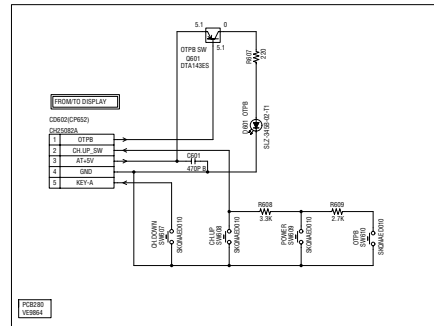 5.1
0
5.1
OTPB SW
Q601
DTA143ES
R607
220
D601 OTPB
SLZ-345B-02-T1
FROM/TO DISPLAY
CD602(CP652)
CH25082A
1 OTPB
2 CH.UP_SW
3 AT+5V
4 GND
5 KEY-A
C601
470P B
R608
3.3K
R609
2.7K
CH.DOWN
SW607
SKQNAED010
CH.UP
SW608
SKQNAED010
POWER
SW609
SKQNAED010
OTPB
SW610
SKQNAED010
PCB280
VE9864